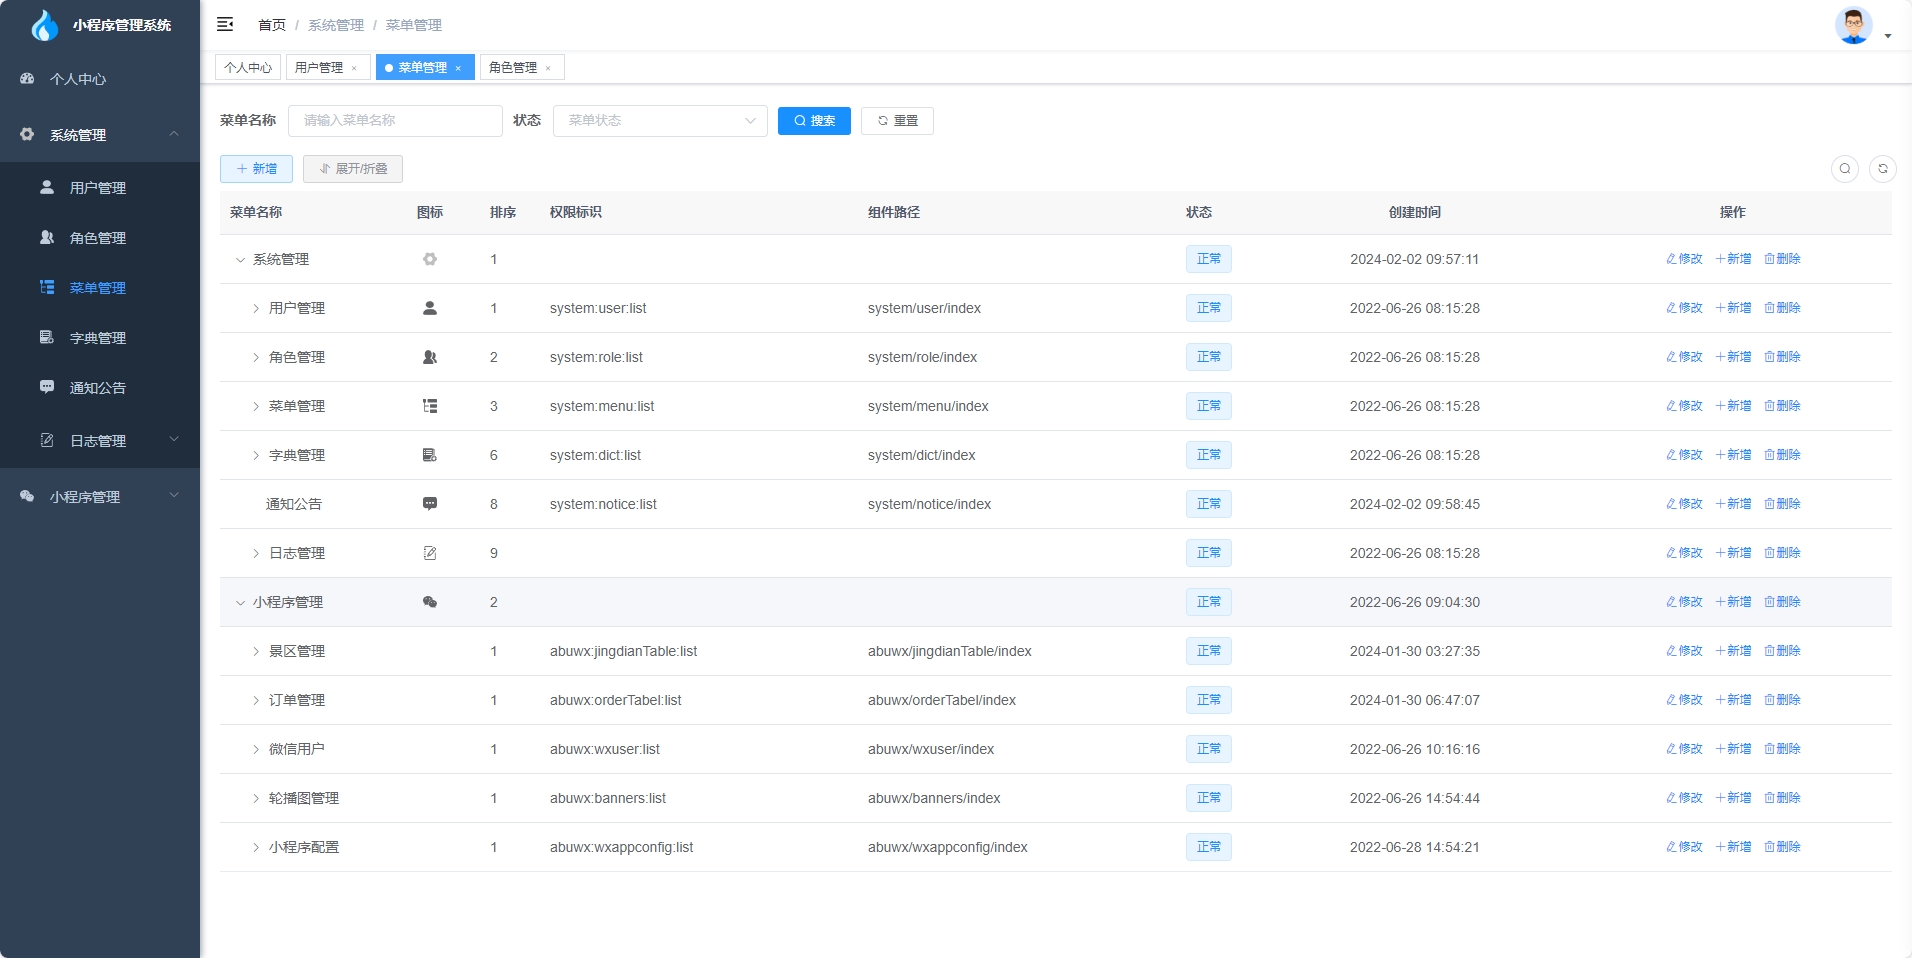 小程序管理系统
首页 / 系统管理 / 菜单管理
个人中心 用户管理 × 菜单管理 × 角色管理 ×
个人中心
系统管理
用户管理
角色管理
菜单管理
字典管理
通知公告
日志管理
小程序管理
菜单名称 请输入菜单名称 状态 菜单状态 搜索 重置
新增 展开/折叠
菜单名称 图标 排序 权限标识 组件路径 状态 创建时间 操作
系统管理 1 正常 2024-02-02 09:57:11 修改 新增 删除
用户管理 1 system:user:list system/user/index 正常 2022-06-26 08:15:28 修改 新增 删除
角色管理 2 system:role:list system/role/index 正常 2022-06-26 08:15:28 修改 新增 删除
菜单管理 3 system:menu:list system/menu/index 正常 2022-06-26 08:15:28 修改 新增 删除
字典管理 6 system:dict:list system/dict/index 正常 2022-06-26 08:15:28 修改 新增 删除
通知公告 8 system:notice:list system/notice/index 正常 2024-02-02 09:58:45 修改 新增 删除
日志管理 9 正常 2022-06-26 08:15:28 修改 新增 删除
小程序管理 2 正常 2022-06-26 09:04:30 修改 新增 删除
景区管理 1 abuwx:jingdianTable:list abuwx/jingdianTable/index 正常 2024-01-30 03:27:35 修改 新增 删除
订单管理 1 abuwx:orderTabel:list abuwx/orderTabel/index 正常 2024-01-30 06:47:07 修改 新增 删除
微信用户 1 abuwx:wxuser:list abuwx/wxuser/index 正常 2022-06-26 10:16:16 修改 新增 删除
轮播图管理 1 abuwx:banners:list abuwx/banners/index 正常 2022-06-26 14:54:44 修改 新增 删除
小程序配置 1 abuwx:wxappconfig:list abuwx/wxappconfig/index 正常 2022-06-28 14:54:21 修改 新增 删除